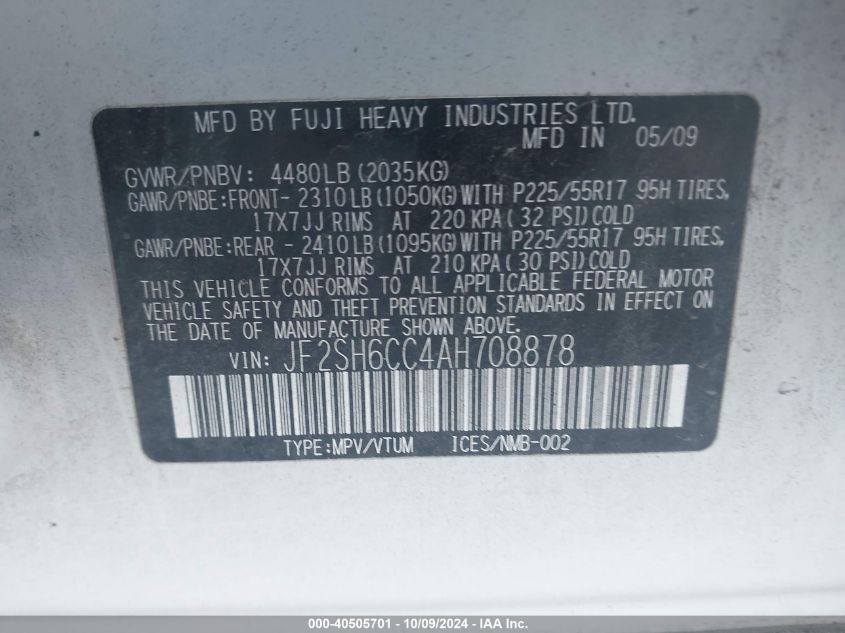 MFD BY FUJI HEAVY INDUSTRIES LTD.
MFD IN 05/09
GVWR/PNBV: 4480LB(2035KG)
GAWR/PNBE:FRONT- 2310LB(1050KG)WITH P225/55R17 95H TIRES,
17X7JJ RIMS AT 220 KPA(32 PSI)COLD
GAWR/PNBE:REAR - 2410LB(1095KG)WITH P225/55R17 95H TIRES,
17X7JJ RIMS AT 210 KPA(30 PSI)COLD
THIS VEHICLE CONFORMS TO ALL APPLICABLE FEDERAL MOTOR
VEHICLE SAFETY AND THEFT PREVENTION STANDARDS IN EFFECT ON
THE DATE OF MANUFACTURE SHOWN ABOVE.
VIN: JF2SH6CC4AH708878
TYPE:MPV/VTUM ICES/NMB-002
000-40505701 - 10/09/2024 - IAA Inc.